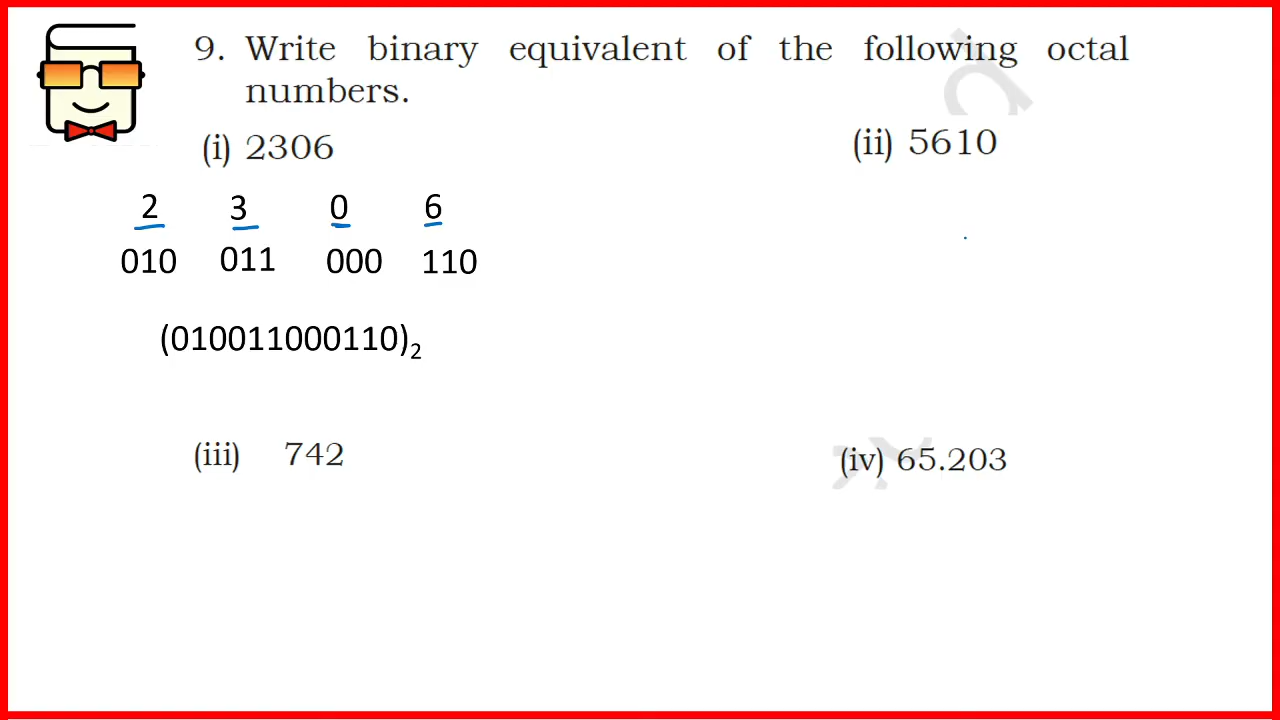 9. Write binary equivalent of the following octal
numbers.
(i) 2306
(ii) 5610
2 3 0 6
010 011 000 110
(010011000110)₂
(iii) 742
(iv) 65.203